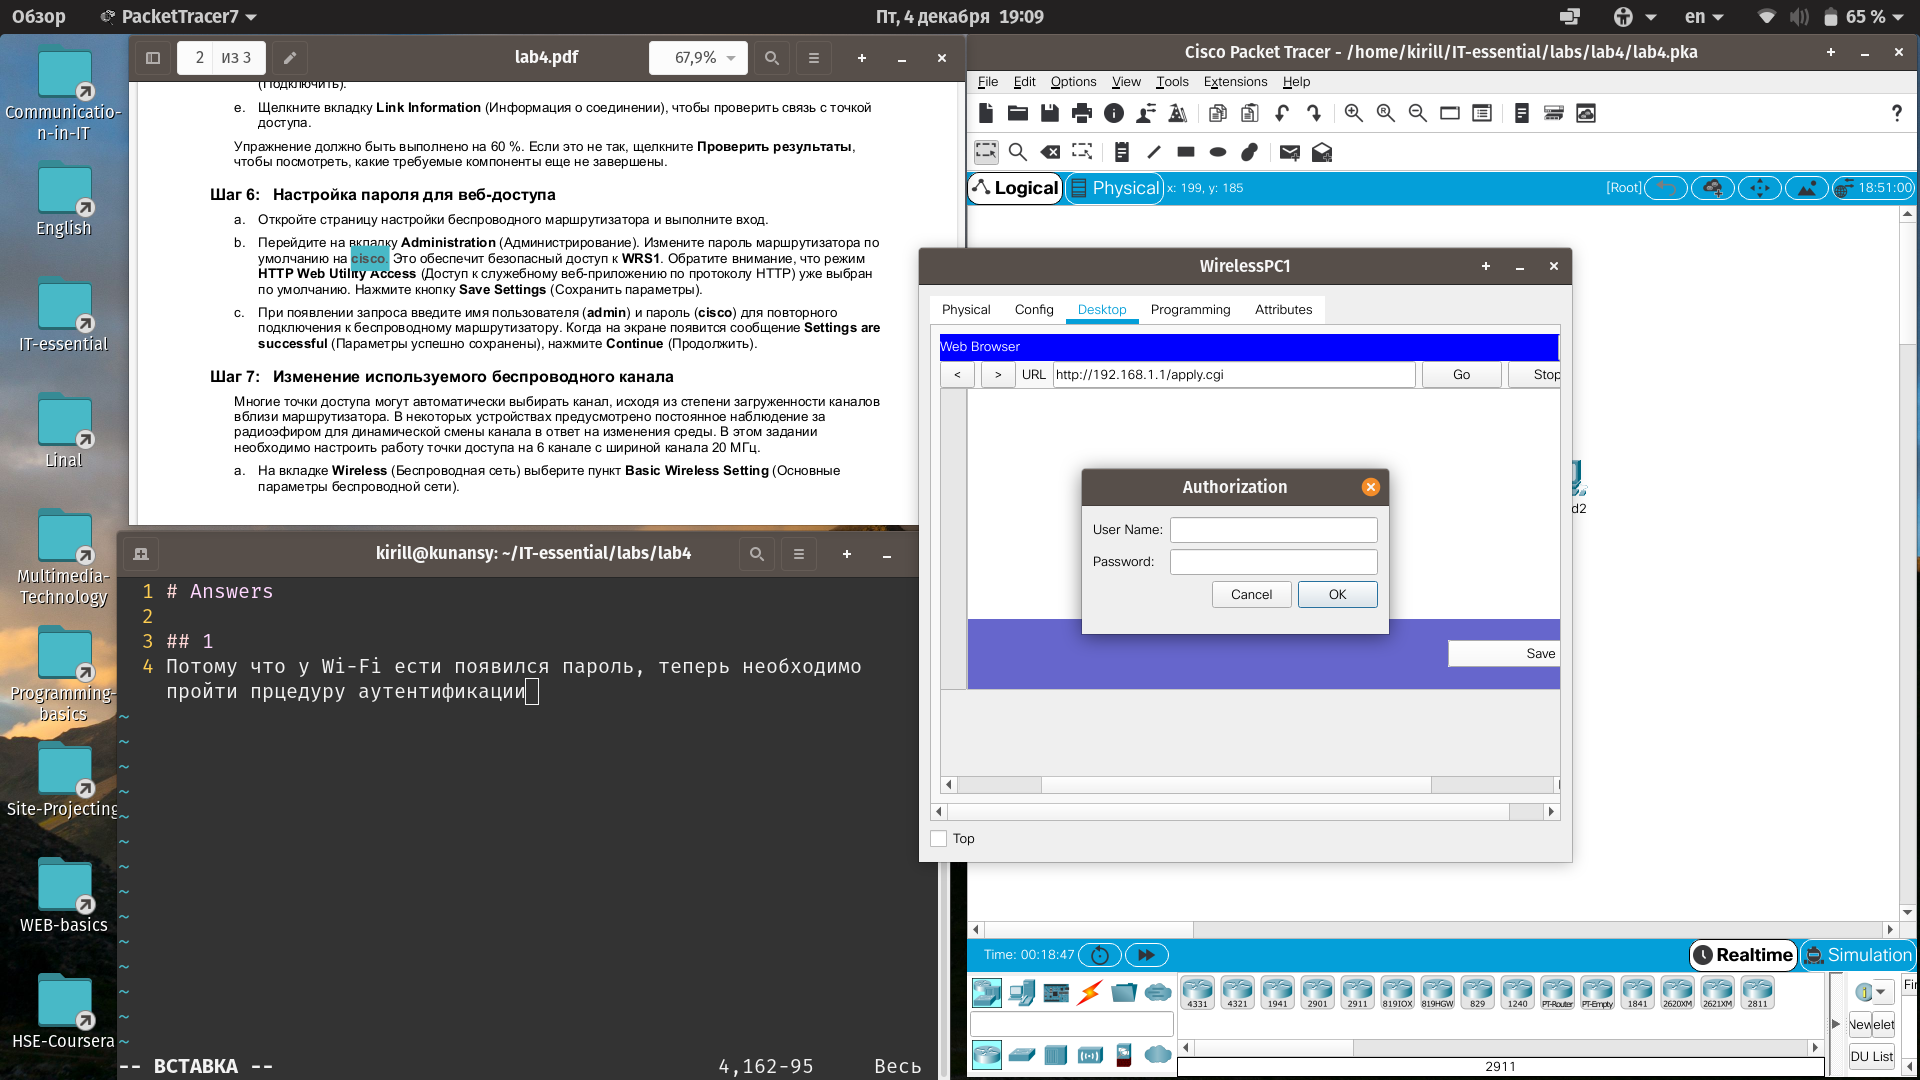 Обзор
PacketTracer7
Пт, 4 декабря 19:09
en
65 %
Communicatio-
n-in-IT
English
IT-essential
Linal
Multimedia-
Technology
Programming-
basics
Site-Projecting
WEB-basics
HSE-Coursera
2 из 3
lab4.pdf
67,9%
(Подключить).
e. Щелкните вкладку Link Information (Информация о соединении), чтобы проверить связь с точкой
доступа.
Упражнение должно быть выполнено на 60 %. Если это не так, щелкните Проверить результаты,
чтобы посмотреть, какие требуемые компоненты еще не завершены.
Шаг 6: Настройка пароля для веб-доступа
a. Откройте страницу настройки беспроводного маршрутизатора и выполните вход.
b. Перейдите на вкладку Administration (Администрирование). Измените пароль маршрутизатора по
умолчанию на cisco. Это обеспечит безопасный доступ к WRS1. Обратите внимание, что режим
HTTP Web Utility Access (Доступ к служебному веб-приложению по протоколу HTTP) уже выбран
по умолчанию. Нажмите кнопку Save Settings (Сохранить параметры).
c. При появлении запроса введите имя пользователя (admin) и пароль (cisco) для повторного
подключения к беспроводному маршрутизатору. Когда на экране появится сообщение Settings are
successful (Параметры успешно сохранены), нажмите Continue (Продолжить).
Шаг 7: Изменение используемого беспроводного канала
Многие точки доступа могут автоматически выбирать канал, исходя из степени загруженности каналов
вблизи маршрутизатора. В некоторых устройствах предусмотрено постоянное наблюдение за
радиоэфиром для динамической смены канала в ответ на изменения среды. В этом задании
необходимо настроить работу точки доступа на 6 канале с шириной канала 20 МГц.
a. На вкладке Wireless (Беспроводная сеть) выберите пункт Basic Wireless Setting (Основные
параметры беспроводной сети).
kirill@kunansy: ~/IT-essential/labs/lab4
1 # Answers
2
3 ## 1
4 Потому что у Wi-Fi ести появился пароль, теперь необходимо
пройти прцедуру аутентификации
~
~
~
~
~
~
~
~
~
~
~
~
~
~
-- ВСТАВКА --
4,162-95
Весь
Cisco Packet Tracer - /home/kirill/IT-essential/labs/lab4/lab4.pka
File Edit Options View Tools Extensions Help
?
Logical
Physical
x: 199, y: 185
[Root]
18:51:00
WirelessPC1
Physical Config Desktop Programming Attributes
Web Browser
< > URL http://192.168.1.1/apply.cgi Go Stop
Authorization
User Name:
Password:
Cancel OK
Save
Top
d2
Time: 00:18:47
Realtime
Simulation
4331 4321 1941 2901 2911 819IOX 819HGW 829 1240 PT-Router PT-Empty 1841 2620XM 2621XM 2811
2911
Fir
New
elet
DU List